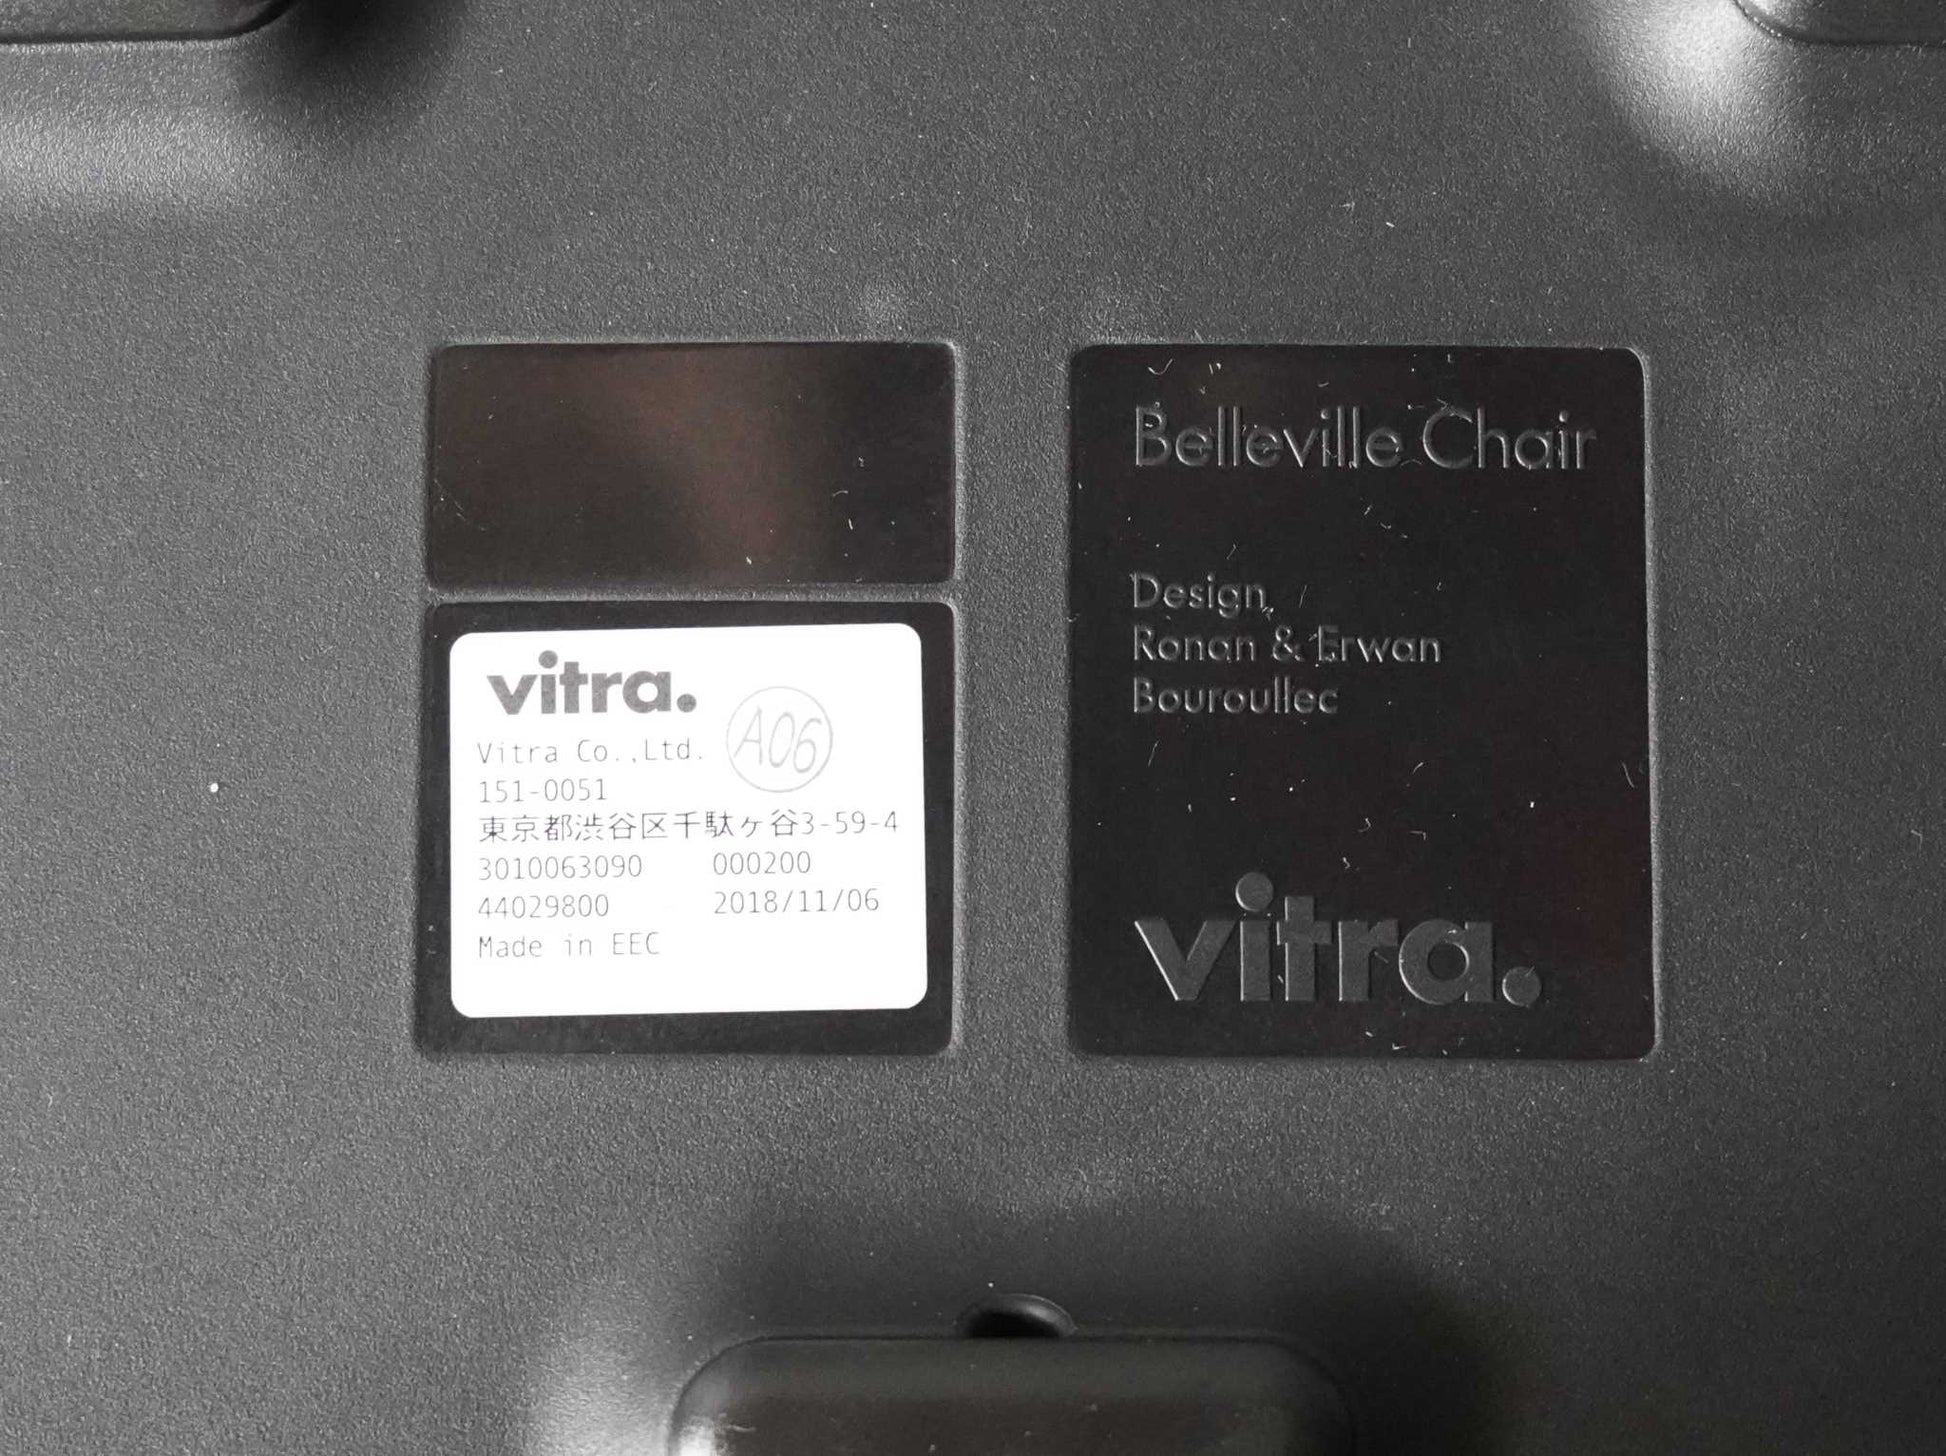 vitra.
A06
Vitra Co.,Ltd.
151-0051
東京都渋谷区千駄ヶ谷3-59-4
3010063090 000200
44029800 2018/11/06
Made in EEC
Belleville Chair
Design
Ronan & Erwan
Bouroullec
vitra.